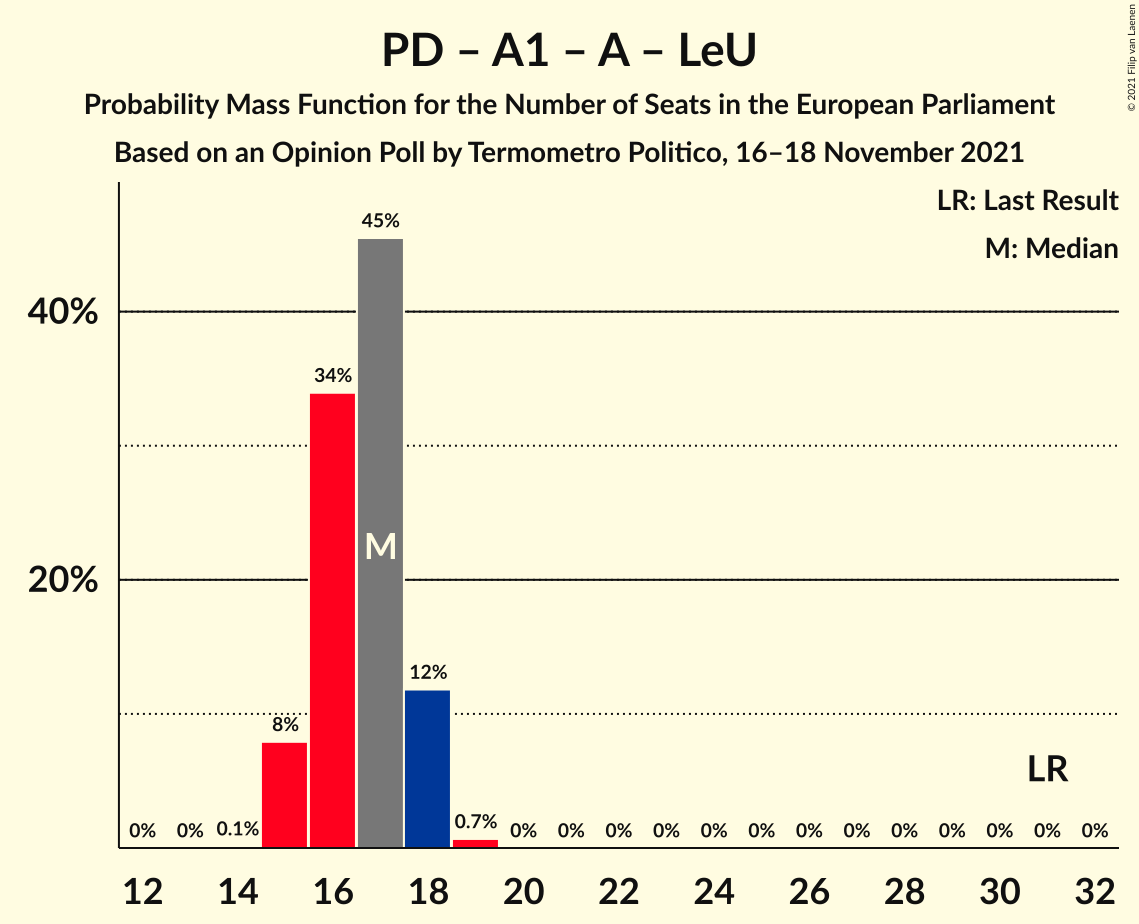 PD – A1 – A – LeU
Probability Mass Function for the Number of Seats in the European Parliament
Based on an Opinion Poll by Termometro Politico, 16–18 November 2021
© 2021 Filip van Laenen
LR: Last Result
M: Median
45%
40%
34%
M
20%
12%
8%
LR
0% 0% 0.1% 0.7% 0% 0% 0% 0% 0% 0% 0% 0% 0% 0% 0% 0% 0%
12 14 16 18 20 22 24 26 28 30 32